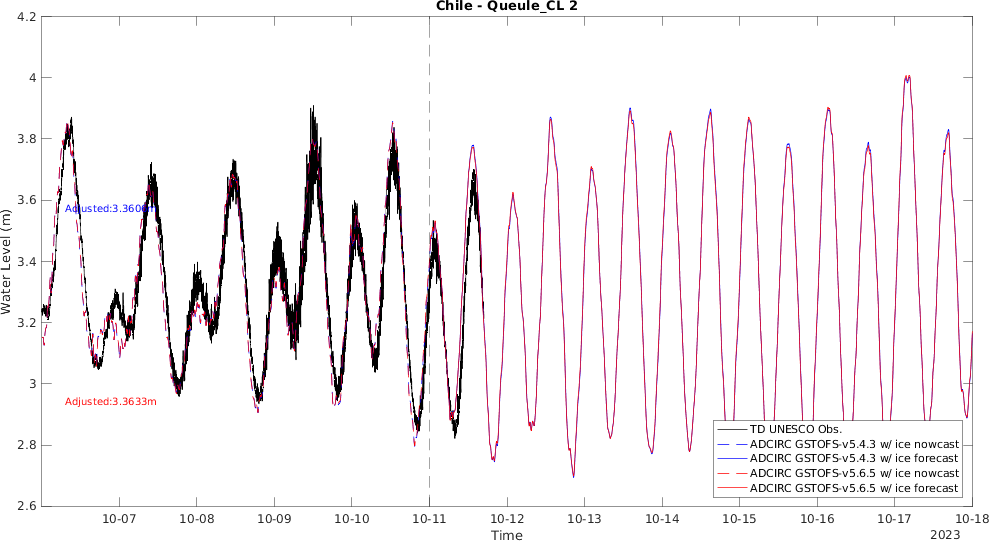 Chile - Queule_CL 2
4.2
4
3.8
3.6
3.4
3.2
3
2.8
2.6
Water Level (m)
Adjusted:3.3606m
Adjusted:3.3633m
TD UNESCO Obs.
ADCIRC GSTOFS-v5.4.3 w/ ice nowcast
ADCIRC GSTOFS-v5.4.3 w/ ice forecast
ADCIRC GSTOFS-v5.6.5 w/ ice nowcast
ADCIRC GSTOFS-v5.6.5 w/ ice forecast
10-07 10-08 10-09 10-10 10-11 10-12 10-13 10-14 10-15 10-16 10-17 10-18
Time
2023